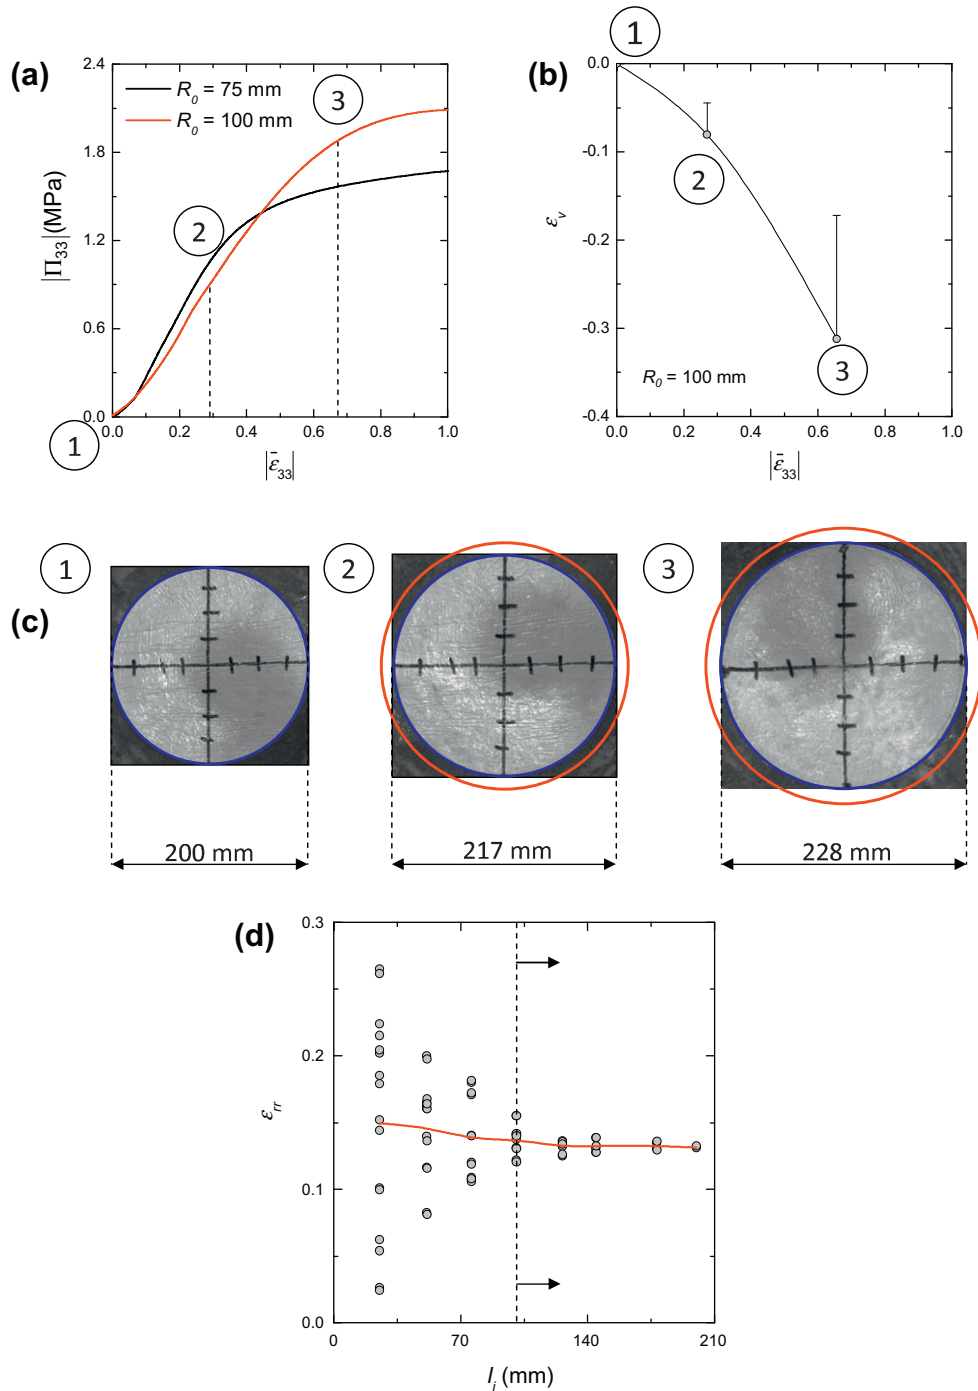 (a)
2.4
1.8
1.2
0.6
0.0
|Π33|(MPa)
R0 = 75 mm
R0 = 100 mm
1
2
3
0.0 0.2 0.4 0.6 0.8 1.0
|ε̄33|
(b)
0.0
-0.1
-0.2
-0.3
-0.4
εv
1
2
3
R0 = 100 mm
0.0 0.2 0.4 0.6 0.8 1.0
|ε̄33|
(c)
1
2
3
200 mm
217 mm
228 mm
(d)
0.3
0.2
0.1
0.0
εrr
0 70 140 210
li (mm)